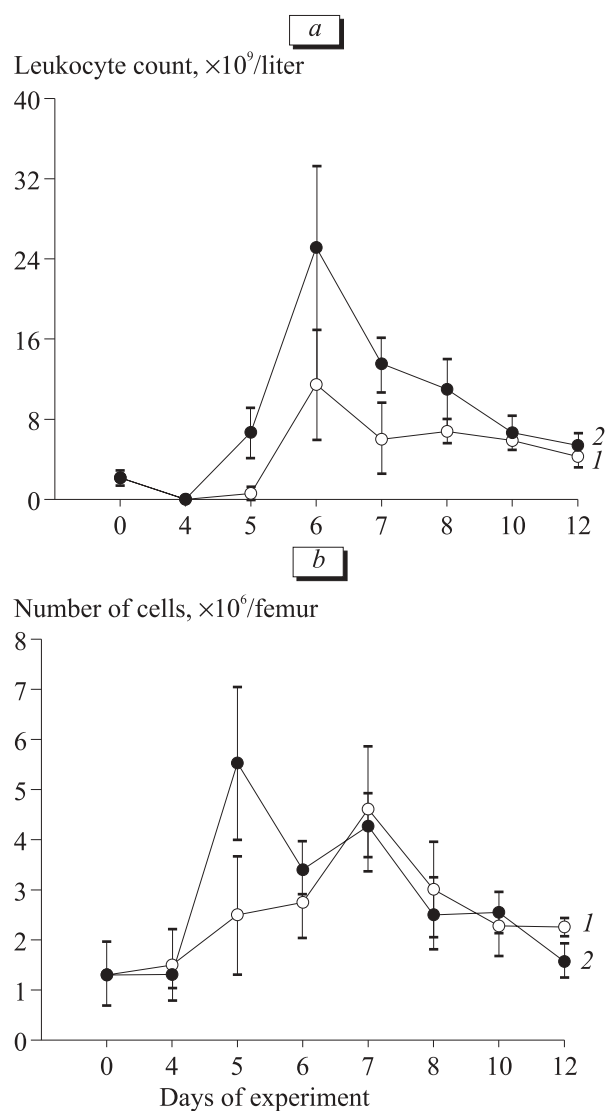 a
Leukocyte count, ×10⁹/liter
40
32
24
16
8
0
2
1
0 4 5 6 7 8 10 12
b
Number of cells, ×10⁶/femur
8
7
6
5
4
3
2
1
0
1
2
0 4 5 6 7 8 10 12
Days of experiment